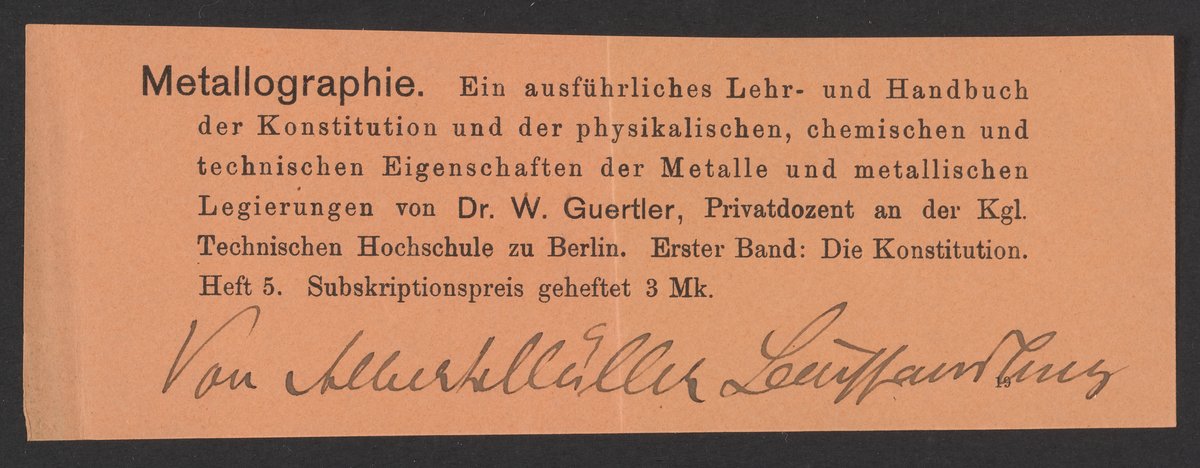 Metallographie. Ein ausführliches Lehr- und Handbuch
der Konstitution und der physikalischen, chemischen und
technischen Eigenschaften der Metalle und metallischen
Legierungen von Dr. W. Guertler, Privatdozent an der Kgl.
Technischen Hochschule zu Berlin. Erster Band: Die Konstitution.
Heft 5. Subskriptionspreis geheftet 3 Mk.
Von Albert Müller
19